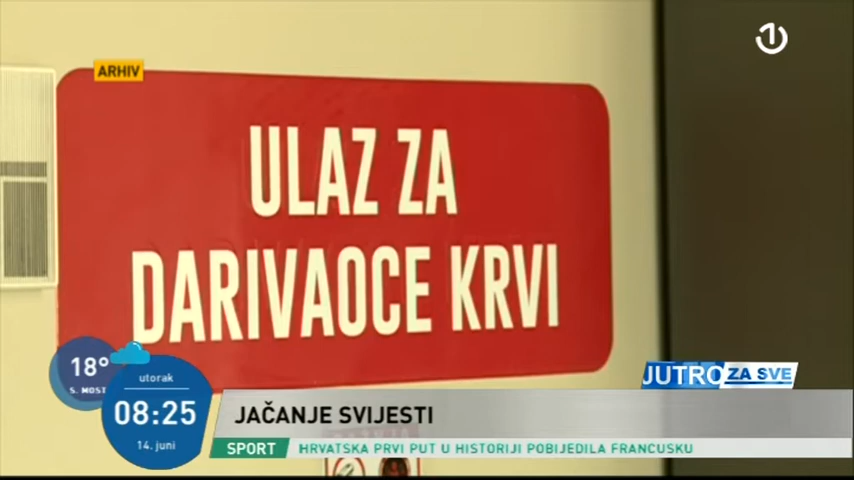 1
ARHIV
ULAZ ZA
DARIVAOCE KRVI
18°
S. MOST
utorak
08:25
14. juni
JUTRO ZA SVE
JAČANJE SVIJESTI
SPORT HRVATSKA PRVI PUT U HISTORIJI POBIJEDILA FRANCUSKU